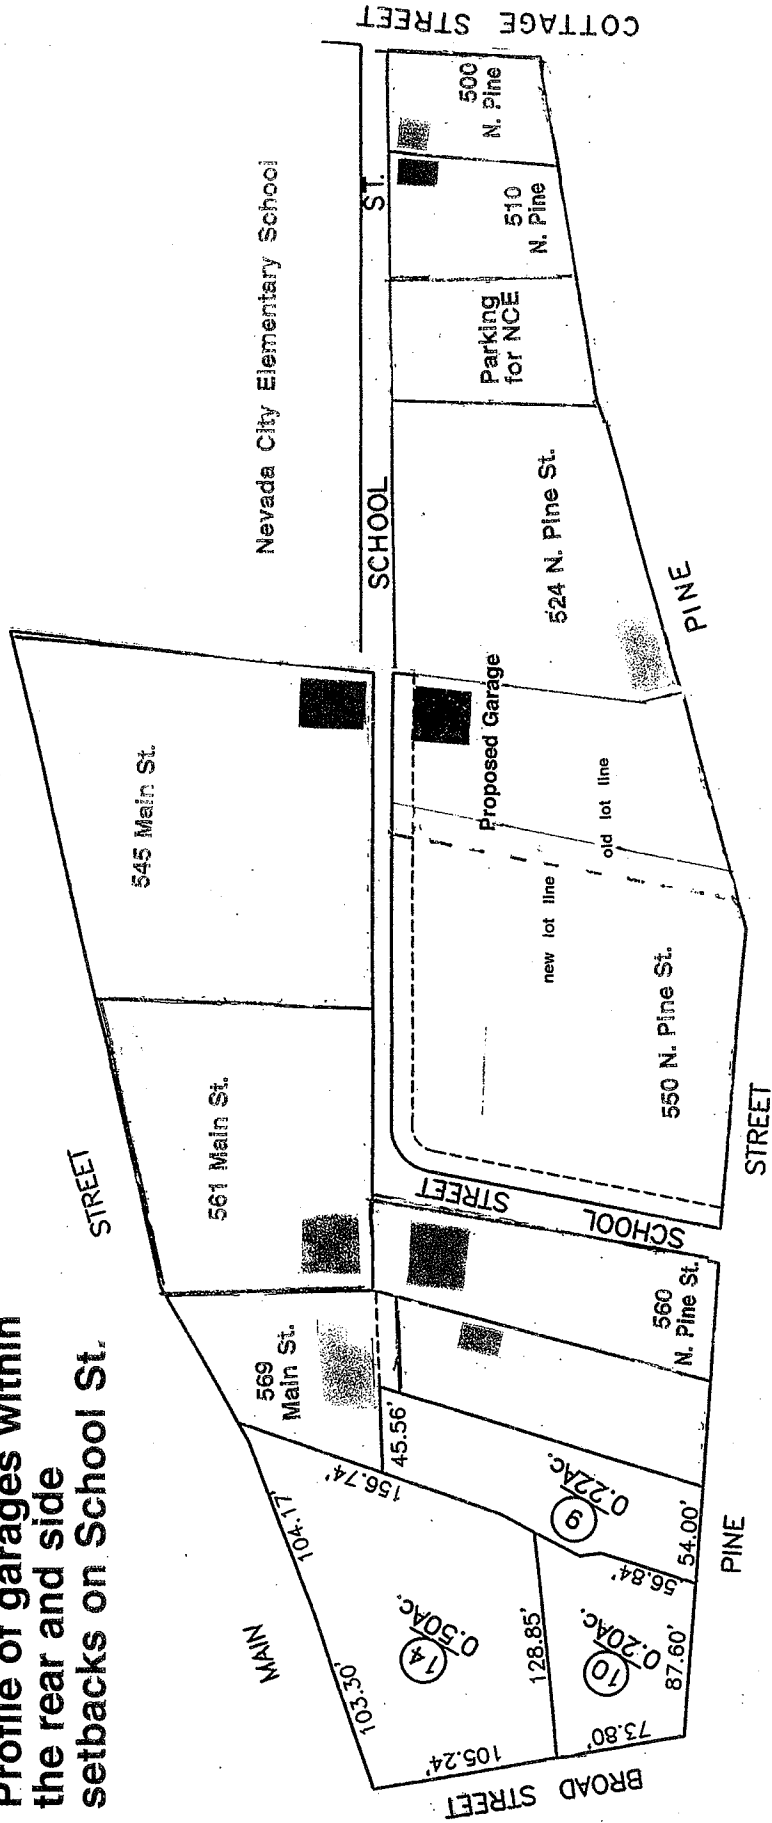 Profile of garages within
the rear and side
setbacks on School St.
COTTAGE STREET
Nevada City Elementary School
500
N. Pine
510
N. Pine
Parking
for NCE
SCHOOL
ST.
524 N. Pine St.
PINE
Proposed Garage
old lot line
new lot line
550 N. Pine St.
STREET
545 Main St.
561 Main St.
STREET
SCHOOL STREET
560
N. Pine St.
569
Main St.
45.56'
156.74'
104.17'
103.30'
MAIN
14
0.50Ac.
9
0.22Ac.
54.00'
56.84'
PINE
128.85'
10
0.20Ac.
87.60'
73.80'
105.24'
BROAD STREET